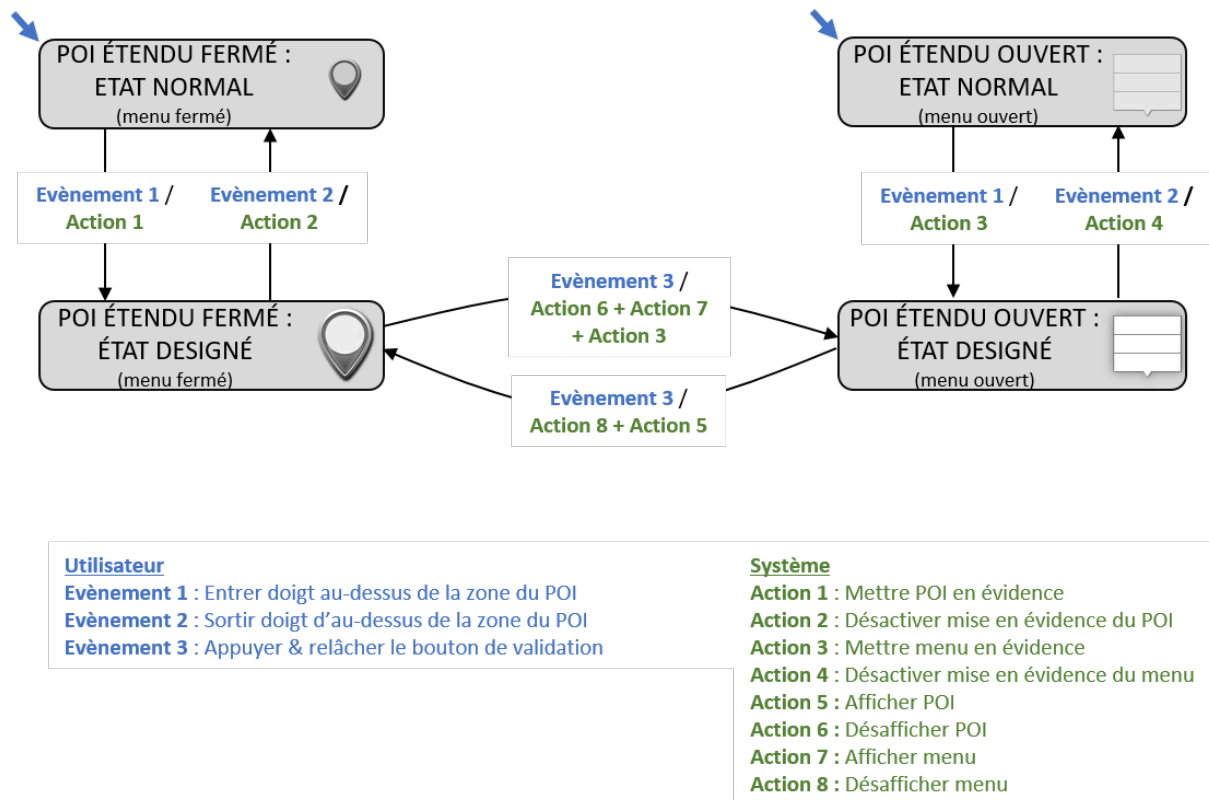 POI ÉTENDU FERMÉ :
ETAT NORMAL
(menu fermé)
POI ÉTENDU OUVERT :
ETAT NORMAL
(menu ouvert)
Evènement 1 /
Action 1
Evènement 2 /
Action 2
Evènement 1 /
Action 3
Evènement 2 /
Action 4
Evènement 3 /
Action 6 + Action 7
+ Action 3
POI ÉTENDU FERMÉ :
ÉTAT DESIGNÉ
(menu fermé)
POI ÉTENDU OUVERT :
ÉTAT DESIGNÉ
(menu ouvert)
Evènement 3 /
Action 8 + Action 5
Utilisateur
Evènement 1 : Entrer doigt au-dessus de la zone du POI
Evènement 2 : Sortir doigt d'au-dessus de la zone du POI
Evènement 3 : Appuyer & relâcher le bouton de validation
Système
Action 1 : Mettre POI en évidence
Action 2 : Désactiver mise en évidence du POI
Action 3 : Mettre menu en évidence
Action 4 : Désactiver mise en évidence du menu
Action 5 : Afficher POI
Action 6 : Désafficher POI
Action 7 : Afficher menu
Action 8 : Désafficher menu